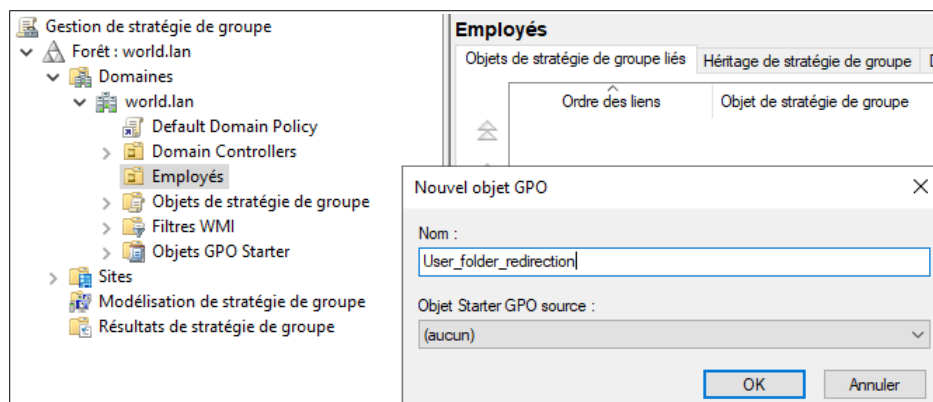 Gestion de stratégie de groupe
Forêt : world.lan
Domaines
world.lan
Default Domain Policy
Domain Controllers
Employés
Objets de stratégie de groupe
Filtres WMI
Objets GPO Starter
Sites
Modélisation de stratégie de groupe
Résultats de stratégie de groupe
Employés
Objets de stratégie de groupe liés
Héritage de stratégie de groupe
Ordre des liens
Objet de stratégie de groupe
Nouvel objet GPO
Nom :
User_folder_redirection
Objet Starter GPO source :
(aucun)
OK
Annuler